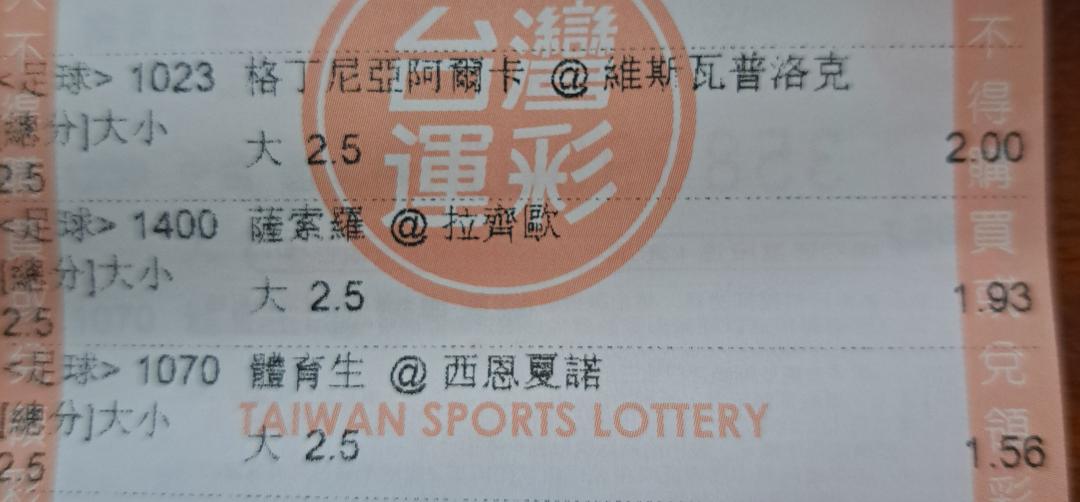 台灣
運彩
<足球> 1023 格丁尼亞阿爾卡 @ 維斯瓦普洛克
[總分]大小
大 2.5 2.00
2.5
<足球> 1400 薩索羅 @ 拉齊歐
[總分]大小
大 2.5 1.93
2.5
<足球> 1070 體育生 @ 西恩夏諾
[總分]大小
TAIWAN SPORTS LOTTERY
大 2.5 1.56
2.5
不得購買或兌領彩